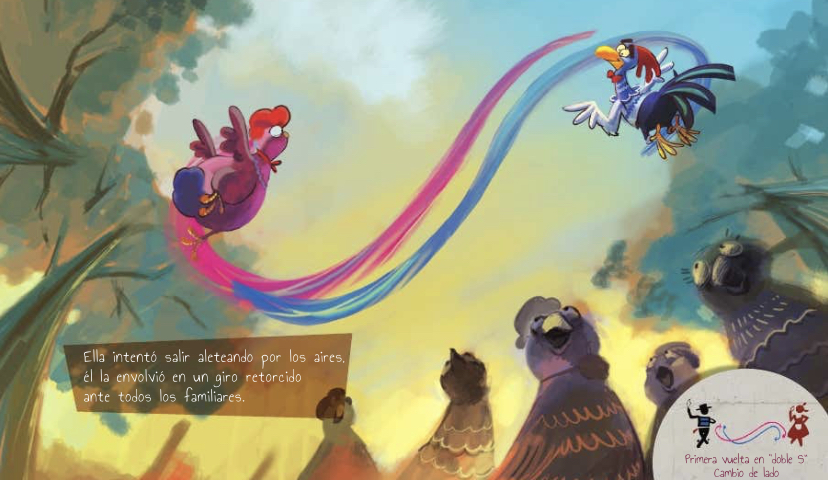 Ella intentó salir aleteando por los aires,
él la envolvió en un giro retorcido
ante todos los familiares.
Primera vuelta en "doble S"
Cambio de lado